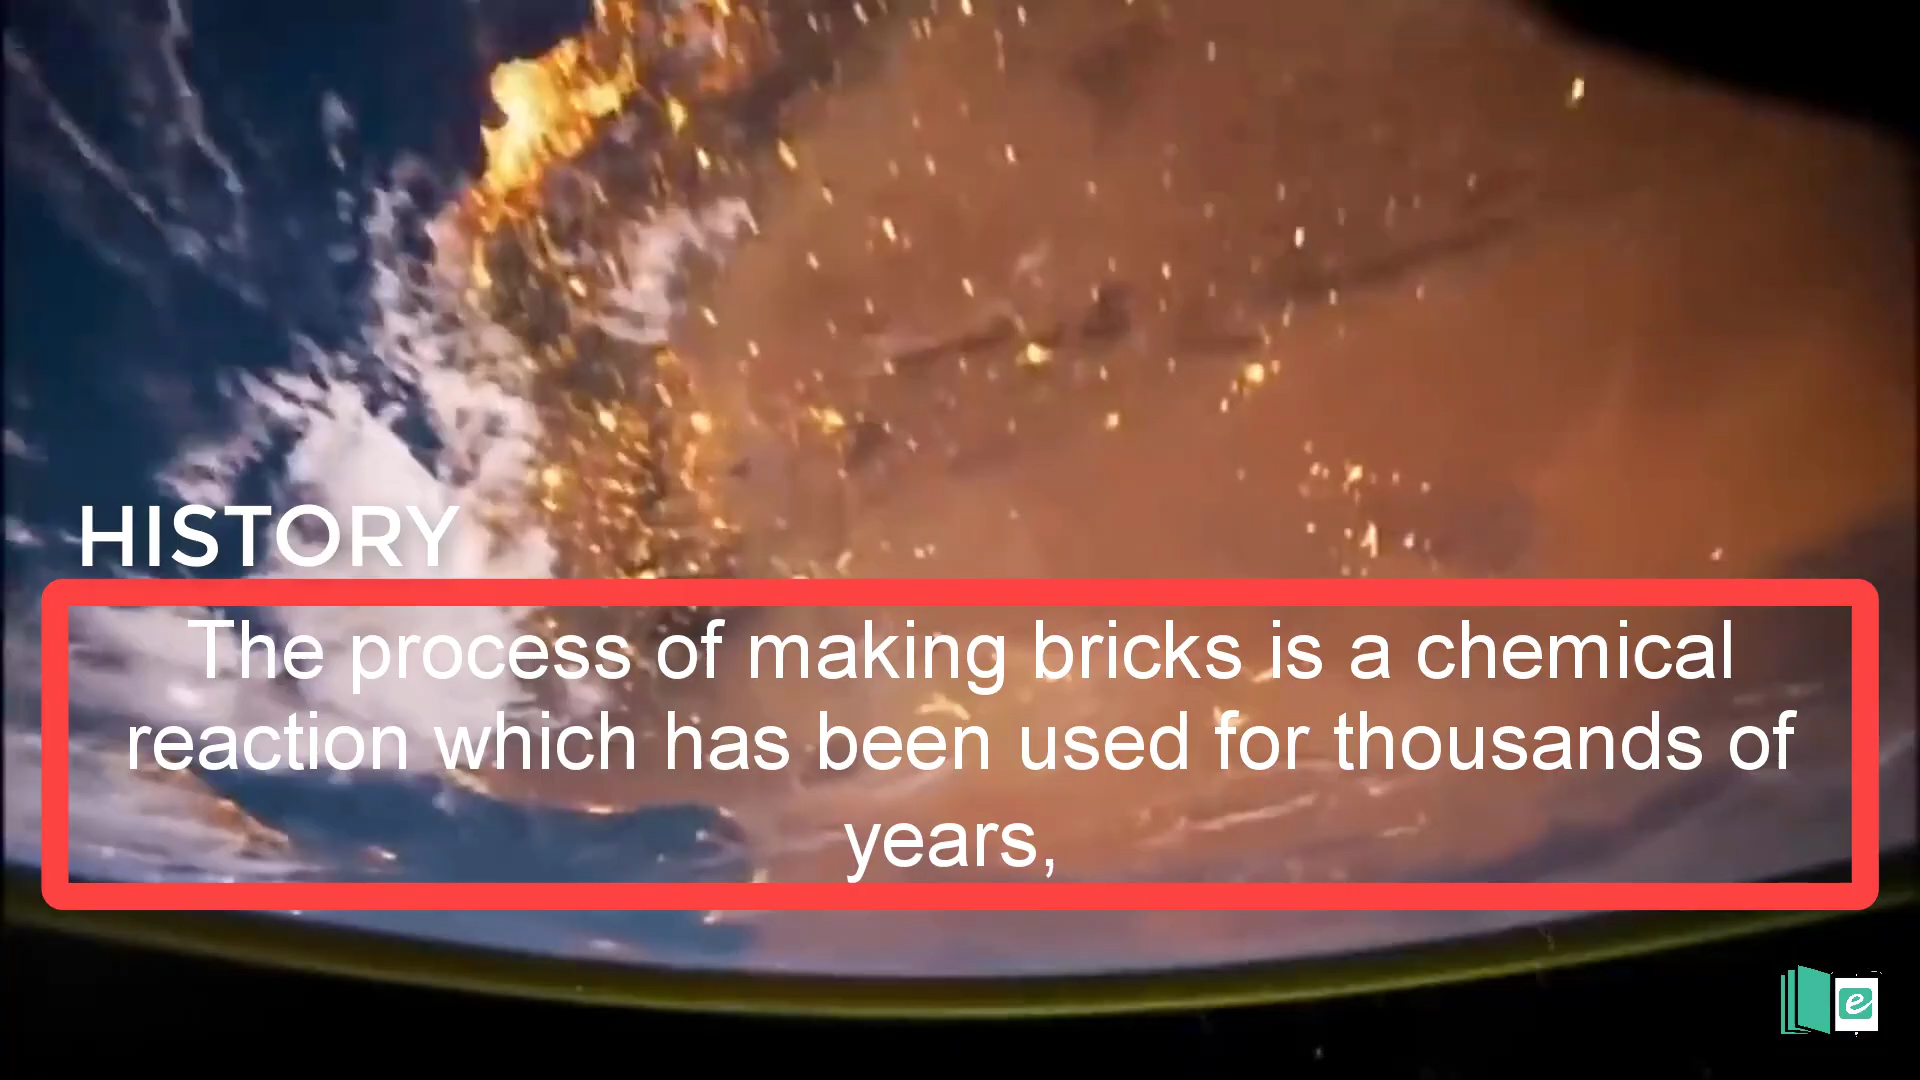 HISTORY
The process of making bricks is a chemical
reaction which has been used for thousands of
years,
e